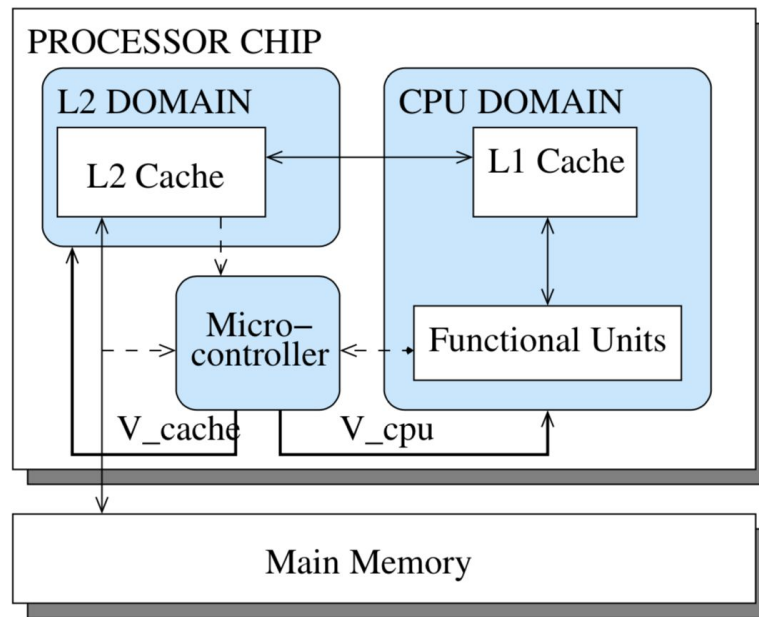 PROCESSOR CHIP
L2 DOMAIN
CPU DOMAIN
L2 Cache
L1 Cache
Micro−
controller
Functional Units
V_cache
V_cpu
Main Memory